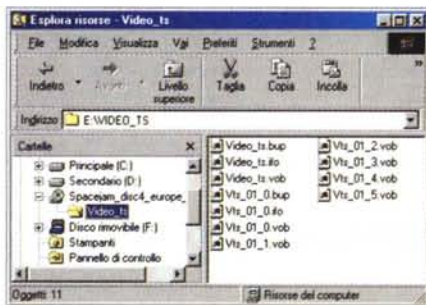 Esplora risorse - Video_ts
File Modifica Visualizza Vai Preferiti Strumenti ?
Indietro Avanti Livello superiore Taglia Copia Incolla »
Indirizzo E:\VIDEO_TS
Cartelle
Principale (C:)
Secondario (D:)
Spacejam_disc4_europe_
Video_ts
Disco rimovibile (F:)
Stampanti
Pannello di controllo
Video_ts.bup
Video_ts.ifo
Video_ts.vob
Vts_01_0.bup
Vts_01_0.ifo
Vts_01_0.vob
Vts_01_1.vob
Vts_01_2.vob
Vts_01_3.vob
Vts_01_4.vob
Vts_01_5.vob
Oggetti: 11
Risorse del computer